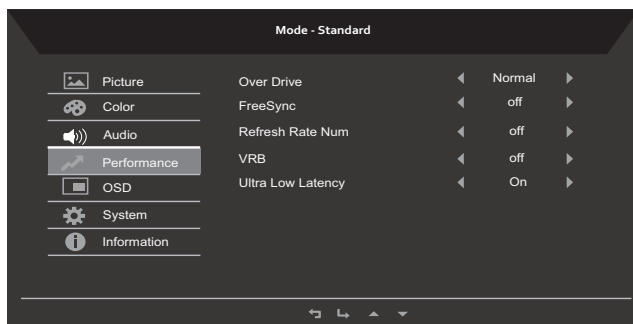 Mode - Standard
Picture
Color
Audio
Performance
OSD
System
Information
Over Drive Normal
FreeSync off
Refresh Rate Num off
VRB off
Ultra Low Latency On